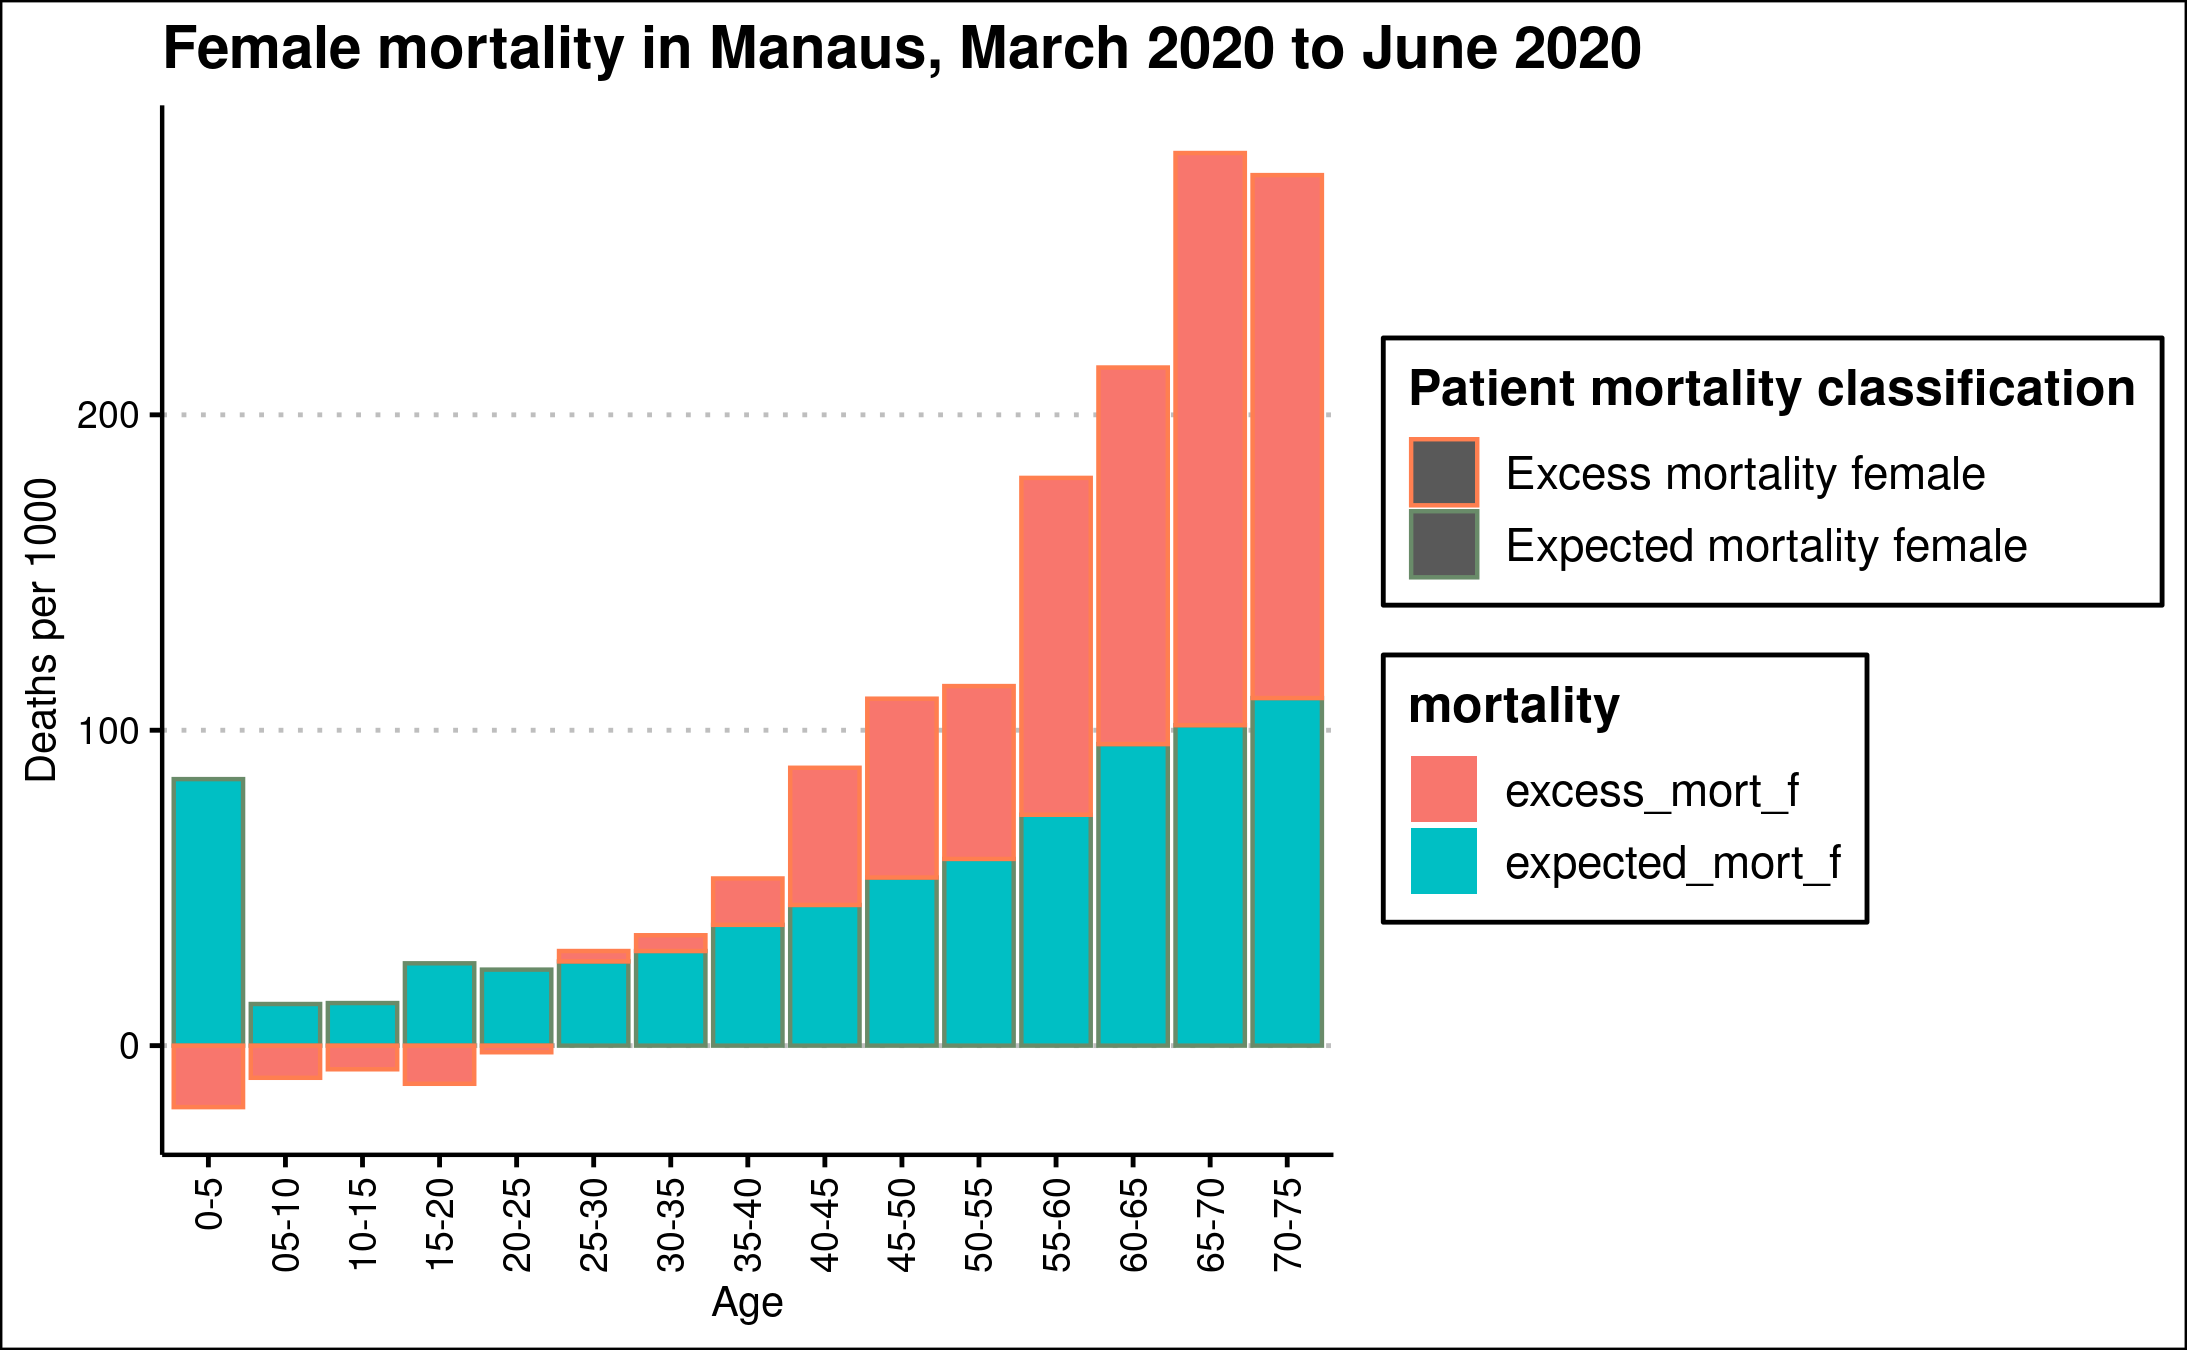 Female mortality in Manaus, March 2020 to June 2020
Deaths per 1000
200
100
0
0-5
05-10
10-15
15-20
20-25
25-30
30-35
35-40
40-45
45-50
50-55
55-60
60-65
65-70
70-75
Age
Patient mortality classification
Excess mortality female
Expected mortality female
mortality
excess_mort_f
expected_mort_f